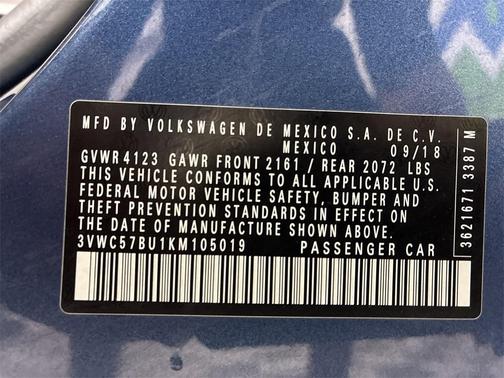 MFD BY VOLKSWAGEN DE MEXICO S.A. DE C.V.
MEXICO 09/18
GVWR 4123 GAWR FRONT 2161 / REAR 2072 LBS
THIS VEHICLE CONFORMS TO ALL APPLICABLE U.S.
FEDERAL MOTOR VEHICLE SAFETY, BUMPER AND
THEFT PREVENTION STANDARDS IN EFFECT ON
THE DATE OF MANUFACTURE SHOWN ABOVE.
3VWC57BU1KM105019 PASSENGER CAR
3621671 3387 M